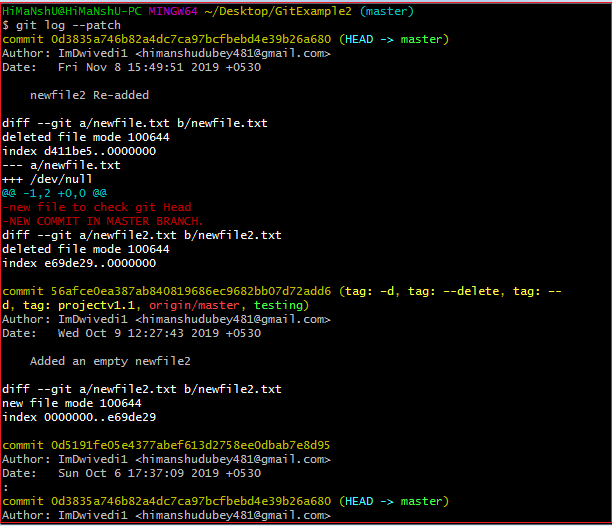 HiMaNshU@HiMaNshU-PC MINGW64 ~/Desktop/GitExample2 (master)
$ git log --patch
commit 0d3835a746b82a4dc7ca97bcfbebd4e39b26a680 (HEAD -> master)
Author: ImDwivedi1 <himanshudubey481@gmail.com>
Date:   Fri Nov 8 15:49:51 2019 +0530

    newfile2 Re-added

diff --git a/newfile.txt b/newfile.txt
deleted file mode 100644
index d411be5..0000000
--- a/newfile.txt
+++ /dev/null
@@ -1,2 +0,0 @@
-new file to check git Head
-NEW COMMIT IN MASTER BRANCH.
diff --git a/newfile2.txt b/newfile2.txt
deleted file mode 100644
index e69de29..0000000

commit 56afce0ea387ab840819686ec9682bb07d72add6 (tag: -d, tag: --delete, tag: --
d, tag: projectv1.1, origin/master, testing)
Author: ImDwivedi1 <himanshudubey481@gmail.com>
Date:   Wed Oct 9 12:27:43 2019 +0530

    Added an empty newfile2

diff --git a/newfile2.txt b/newfile2.txt
new file mode 100644
index 0000000..e69de29

commit 0d5191fe05e4377abef613d2758ee0dbab7e8d95
Author: ImDwivedi1 <himanshudubey481@gmail.com>
Date:   Sun Oct 6 17:37:09 2019 +0530
:
commit 0d3835a746b82a4dc7ca97bcfbebd4e39b26a680 (HEAD -> master)
Author: ImDwivedi1 <himanshudubey481@gmail.com>